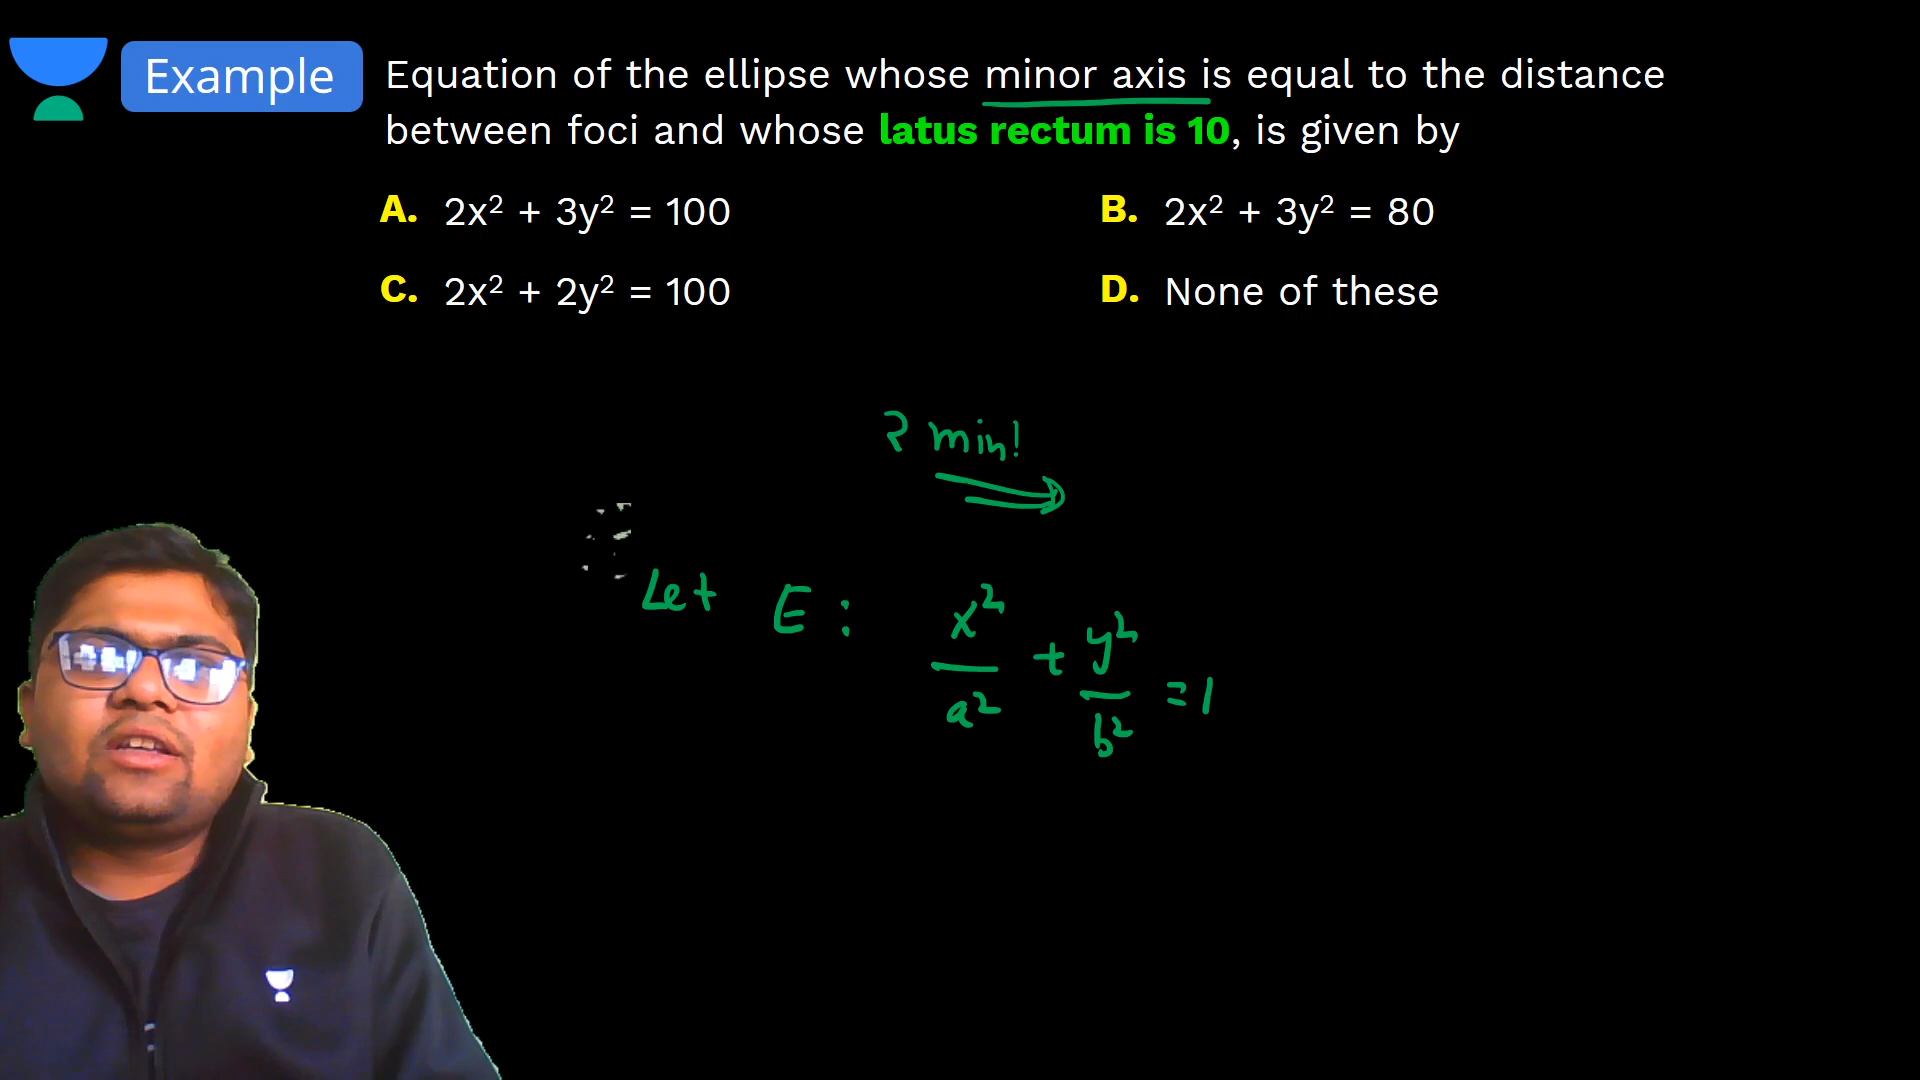 Example
Equation of the ellipse whose minor axis is equal to the distance
between foci and whose latus rectum is 10, is given by
A. 2x² + 3y² = 100
B. 2x² + 3y² = 80
C. 2x² + 2y² = 100
D. None of these
2 min!
Let E : x²/a² + y²/b² = 1